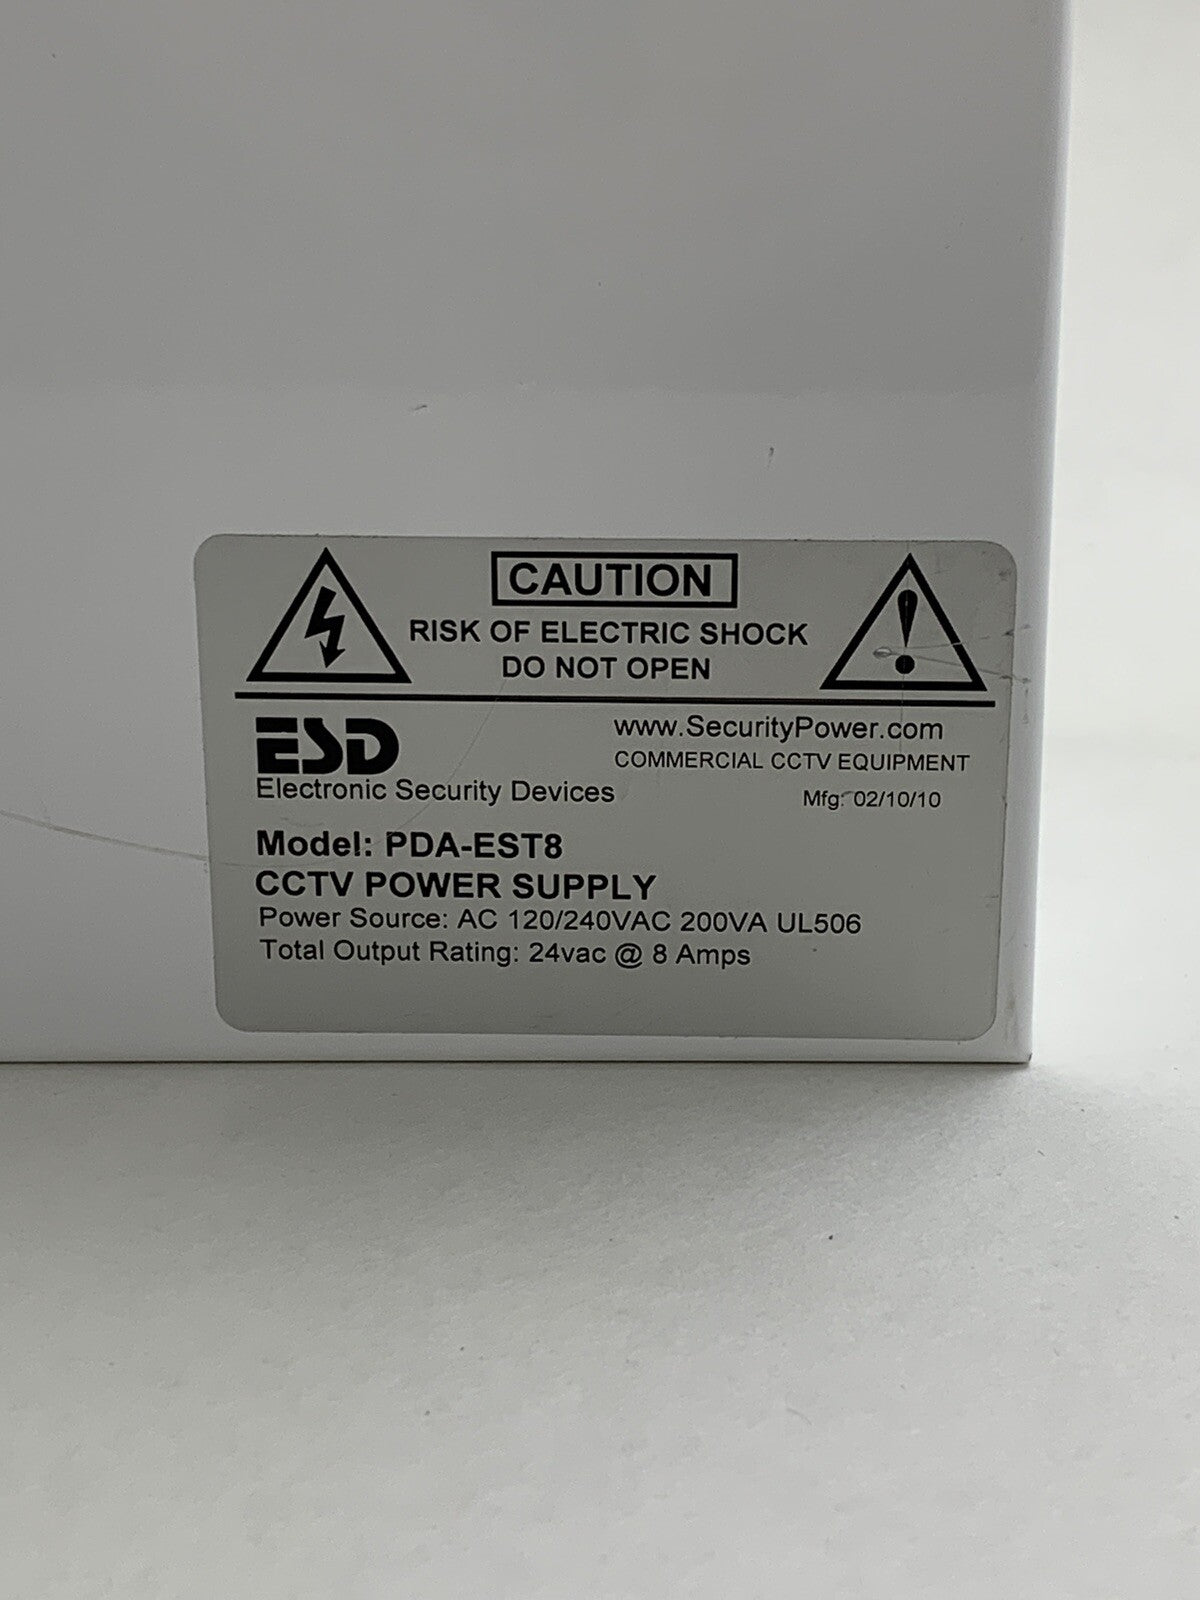 CAUTION
RISK OF ELECTRIC SHOCK
DO NOT OPEN
ESD
Electronic Security Devices
www.SecurityPower.com
COMMERCIAL CCTV EQUIPMENT
Mfg: 02/10/10
Model: PDA-EST8
CCTV POWER SUPPLY
Power Source: AC 120/240VAC 200VA UL506
Total Output Rating: 24vac @ 8 Amps